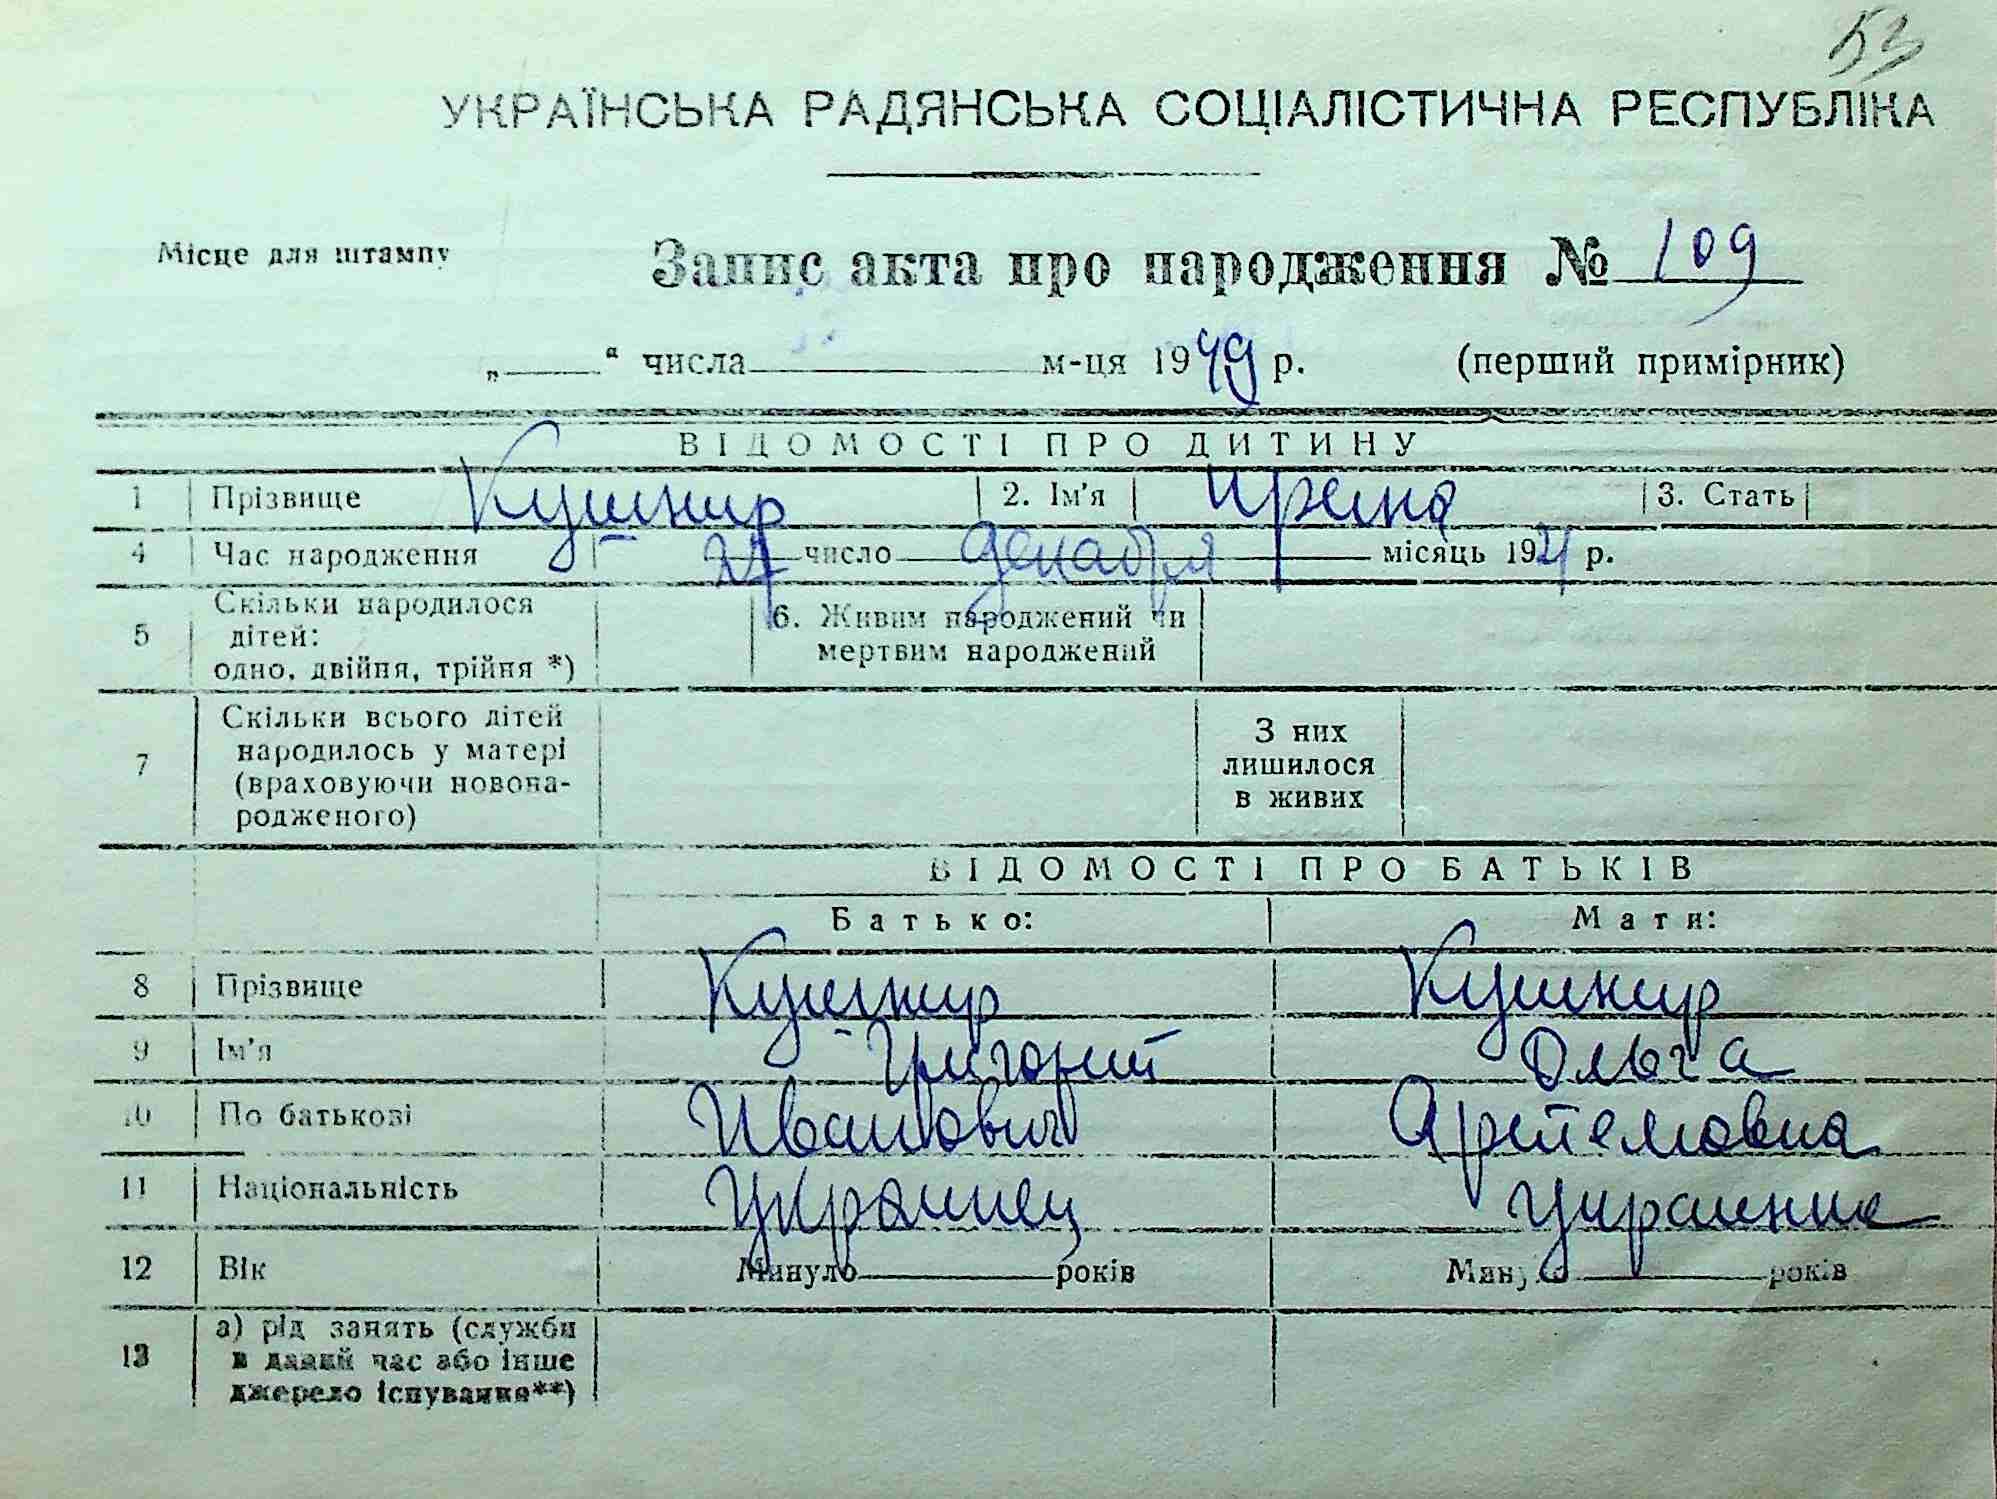 53
УКРАЇНСЬКА РАДЯНСЬКА СОЦІАЛІСТИЧНА РЕСПУБЛІКА
Місце для штампу
Запис акта про народження № 109
„ “ числа м-ця 1949 р. (перший примірник)
ВІДОМОСТІ ПРО ДИТИНУ
1 Прізвище Кушнир 2. Ім'я Ирина 3. Стать
4 Час народження число декабря місяць 19 р.
5 Скільки народилося дітей: одно, двійня, трійня *) 6. Живим народжений чи мертвим народжений
7 Скільки всього дітей народилось у матері (враховуючи новонародженого) З них лишилося в живих
ВІДОМОСТІ ПРО БАТЬКІВ
Батько: Мати:
8 Прізвище Кушнир Кушнир
9 Ім'я Григорий Ольга
10 По батькові Иванович Артемовна
11 Національність Украинец Украинка
12 Вік Минуло років Минуло років
13 а) рід занять (служби в даний час або інше джерело існування**)